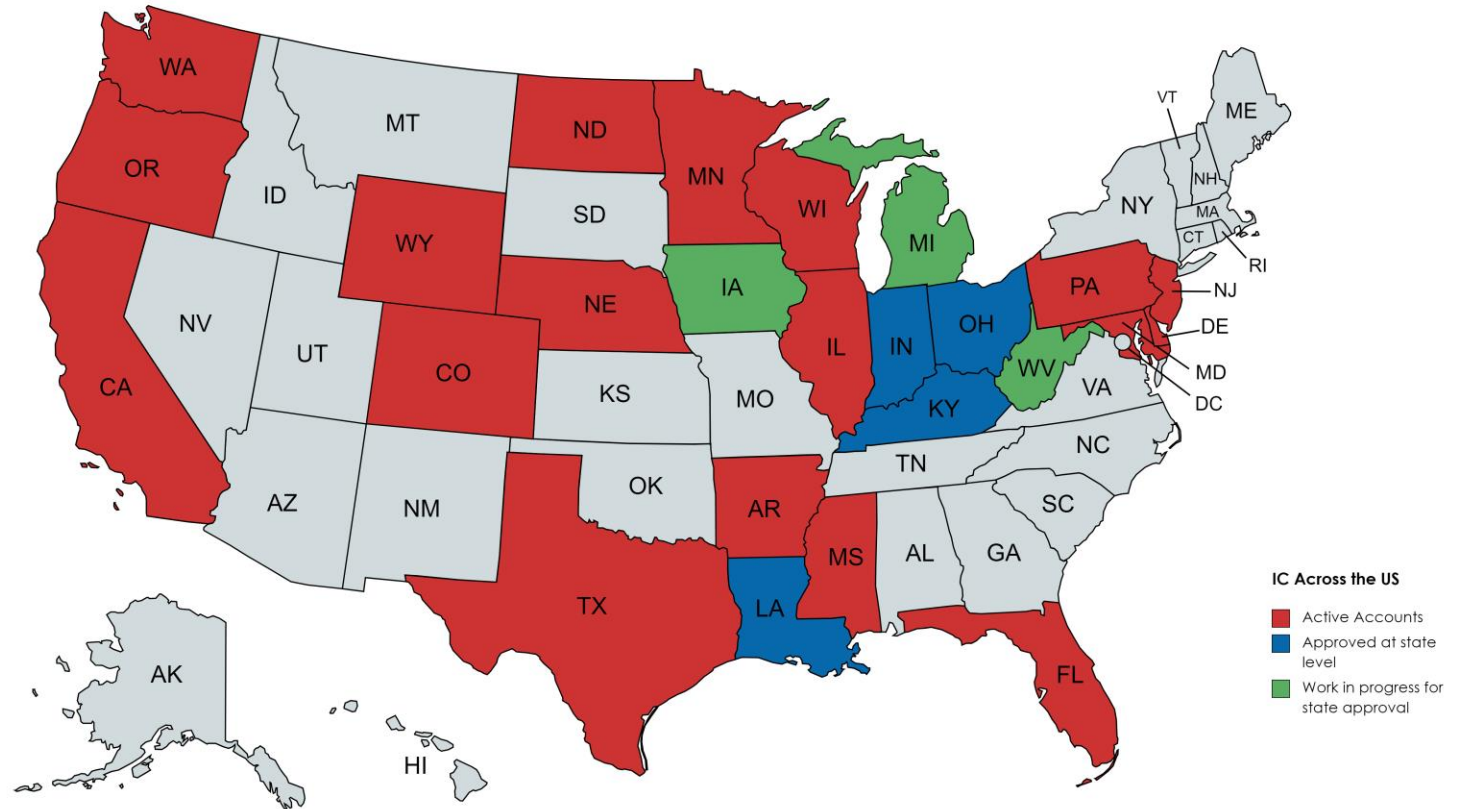 WA
MT
ND
VT
ME
OR
ID
MN
SD
WI
NH
NY
MA
WY
MI
CT
RI
IA
NE
PA
NJ
NV
OH
DE
UT
IL
IN
CA
CO
WV
MD
KS
MO
VA
DC
KY
NC
TN
OK
AZ
NM
AR
SC
MS
AL
GA
IC Across the US
TX
LA
Active Accounts
Approved at state
level
AK
FL
Work in progress for
state approval
HI